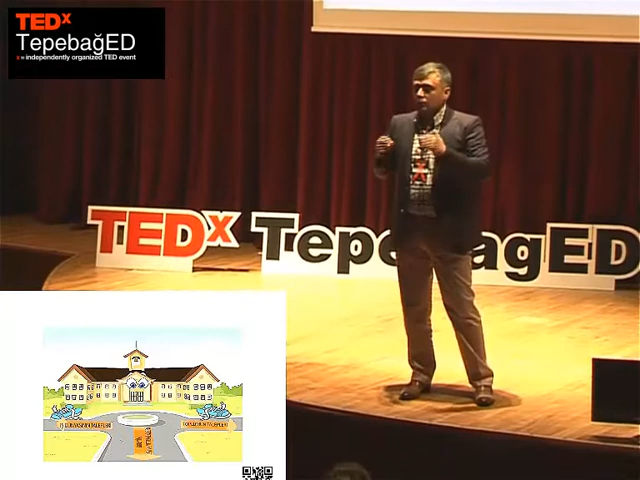 TEDx
TepebağED
x = independently organized TED event
TEDx TepebağED